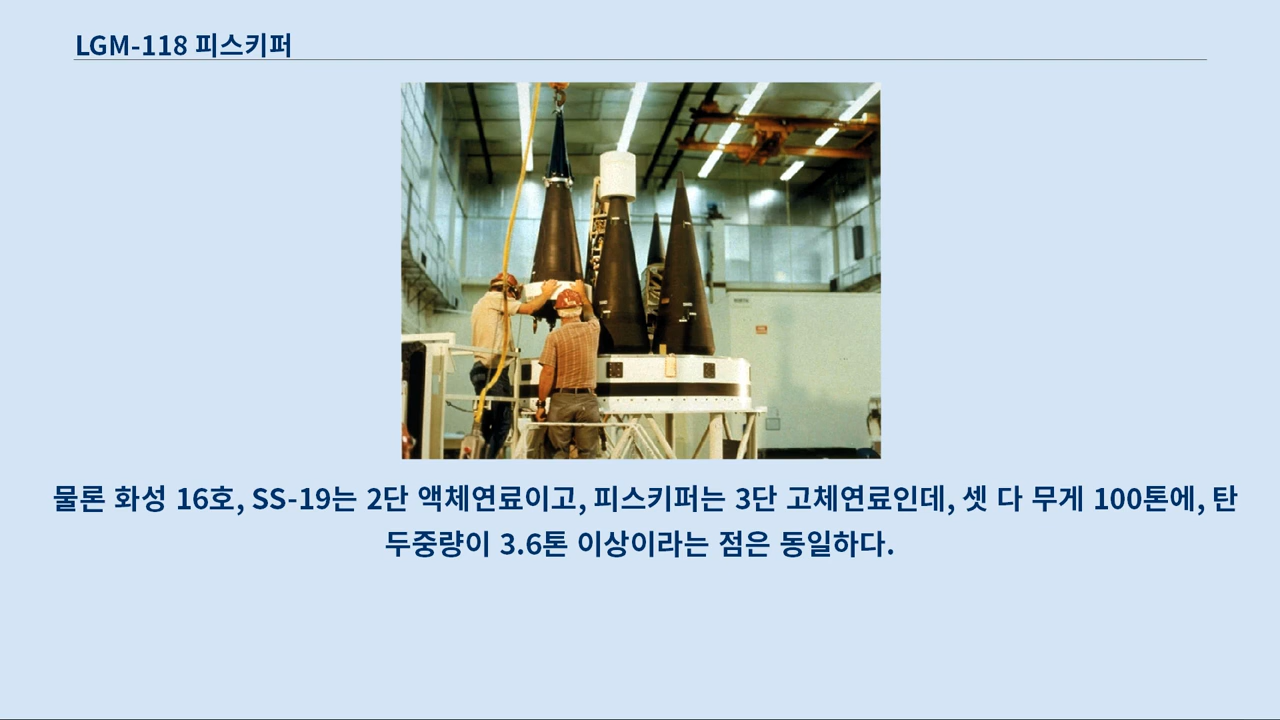 LGM-118 피스키퍼
물론 화성 16호, SS-19는 2단 액체연료이고, 피스키퍼는 3단 고체연료인데, 셋 다 무게 100톤에, 탄
두중량이 3.6톤 이상이라는 점은 동일하다.